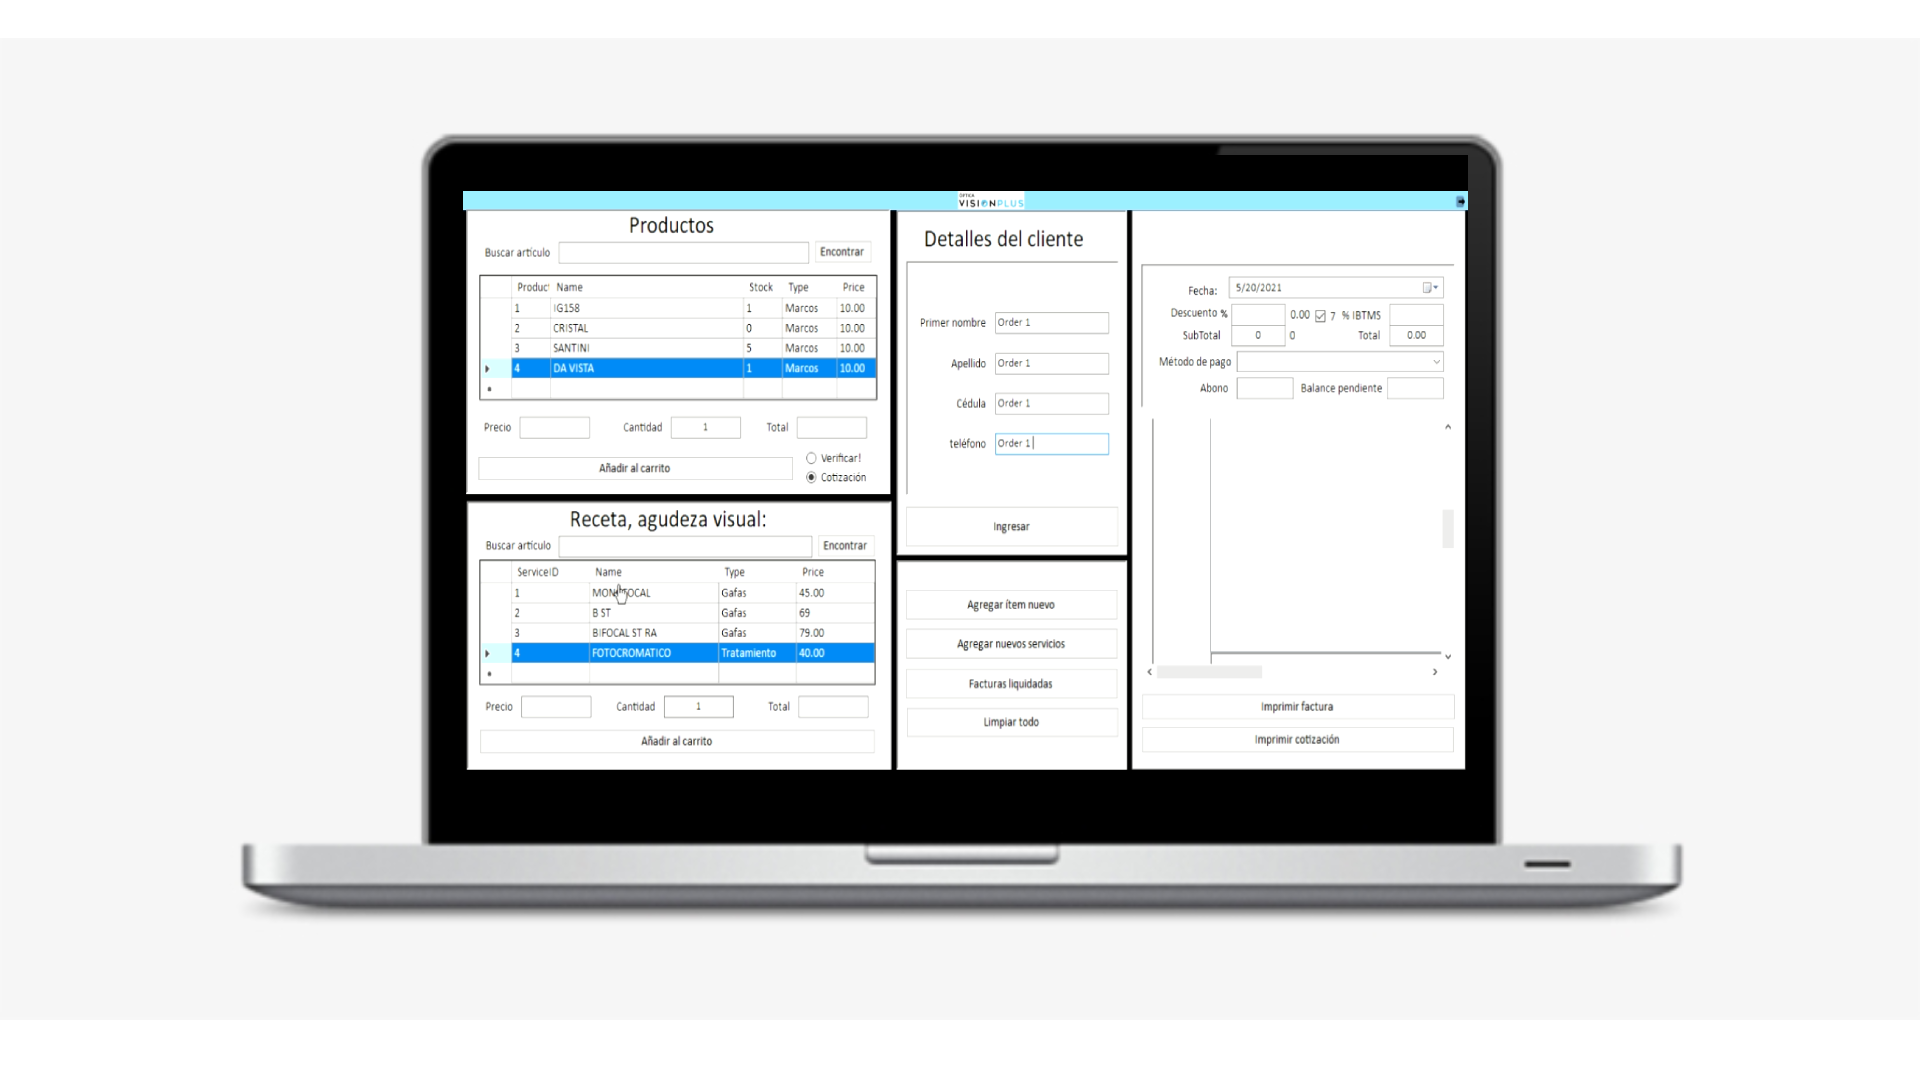 OPTICA
VISIONPLUS
Productos
Buscar artículo
Encontrar
Produc Name Stock Type Price
1 IG158 1 Marcos 10.00
2 CRISTAL 0 Marcos 10.00
3 SANTINI 5 Marcos 10.00
4 DA VISTA 1 Marcos 10.00
Precio Cantidad 1 Total
Añadir al carrito
Verificar!
Cotización
Receta, agudeza visual:
Buscar artículo
Encontrar
ServiceID Name Type Price
1 MONOFOCAL Gafas 45.00
2 B ST Gafas 69
3 BIFOCAL ST RA Gafas 79.00
4 FOTOCROMATICO Tratamiento 40.00
Precio Cantidad 1 Total
Añadir al carrito
Detalles del cliente
Primer nombre Order 1
Apellido Order 1
Cédula Order 1
teléfono Order 1
Ingresar
Agregar ítem nuevo
Agregar nuevos servicios
Facturas liquidadas
Limpiar todo
Fecha: 5/20/2021
Descuento % 0.00 7 % IBTMS
SubTotal 0 0 Total 0.00
Método de pago
Abono Balance pendiente
Imprimir factura
Imprimir cotización